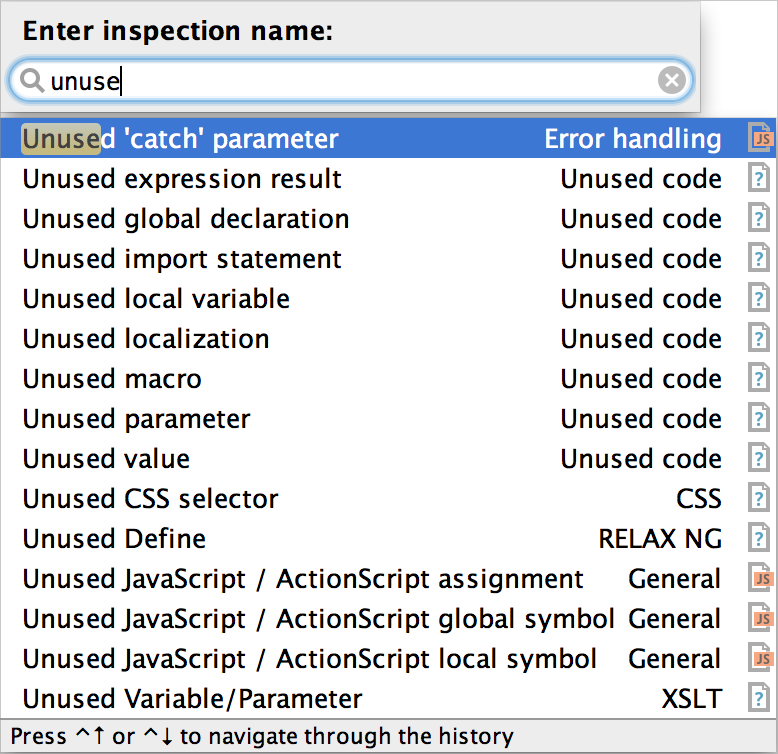 Enter inspection name:
unuse
Unused 'catch' parameter Error handling JS
Unused expression result Unused code ?
Unused global declaration Unused code ?
Unused import statement Unused code ?
Unused local variable Unused code ?
Unused localization Unused code ?
Unused macro Unused code ?
Unused parameter Unused code ?
Unused value Unused code ?
Unused CSS selector CSS ?
Unused Define RELAX NG ?
Unused JavaScript / ActionScript assignment General JS
Unused JavaScript / ActionScript global symbol General JS
Unused JavaScript / ActionScript local symbol General JS
Unused Variable/Parameter XSLT ?
Press ^↑ or ^↓ to navigate through the history